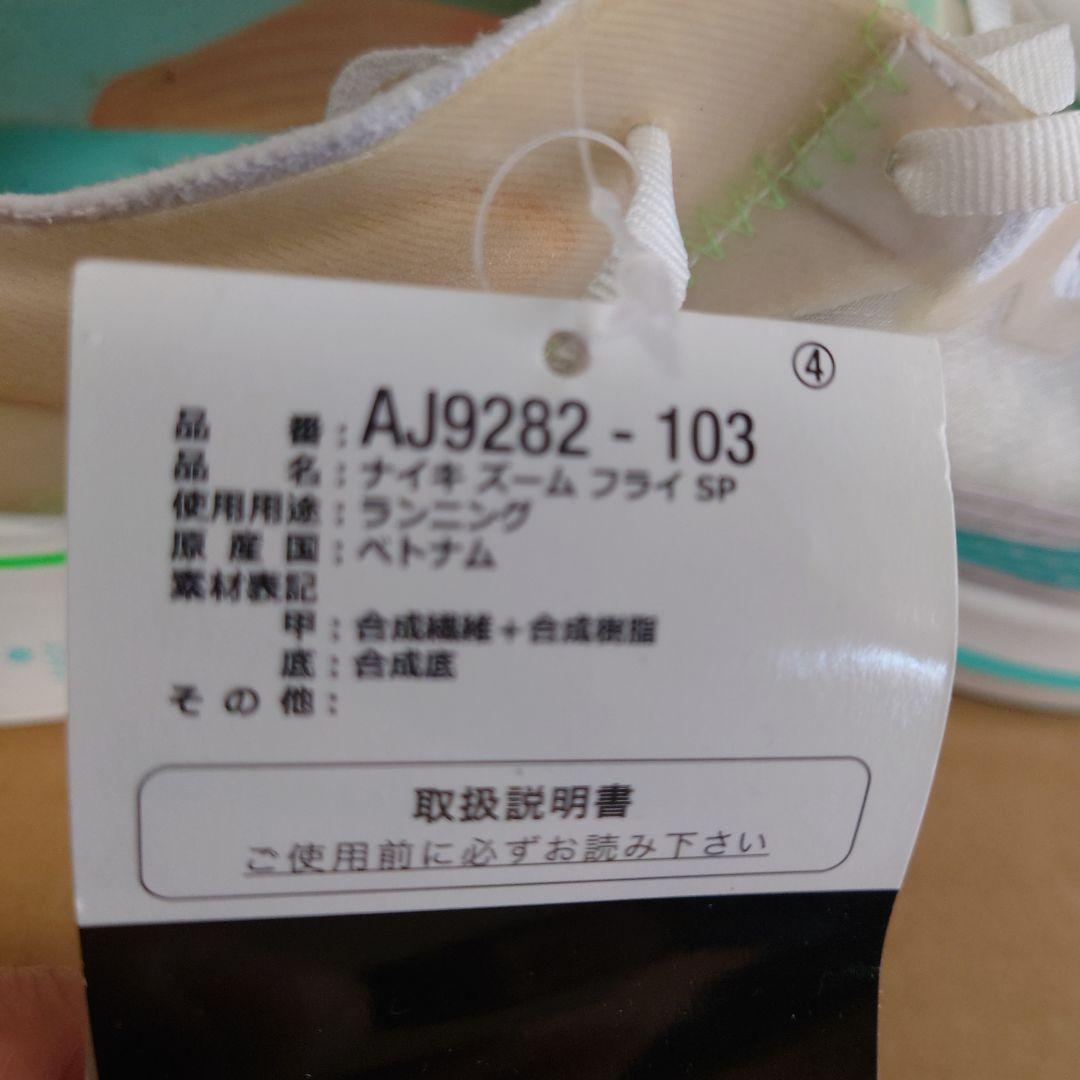 ④
品番：AJ9282 - 103
品名：ナイキ ズーム フライ SP
使用用途：ランニング
原産国：ベトナム
素材表記
甲：合成繊維＋合成樹脂
底：合成底
その他：
取扱説明書
ご使用前に必ずお読み下さい